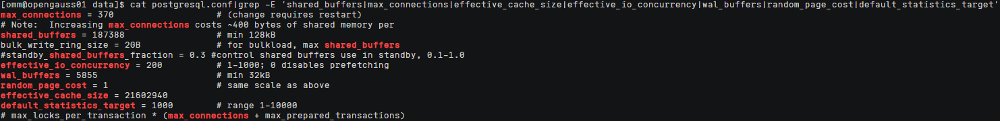 [omm@opengauss01 data]$ cat postgresql.conf|grep -E 'shared_buffers|max_connections|effective_cache_size|effective_io_concurrency|wal_buffers|random_page_cost|default_statistics_target'
max_connections = 370 # (change requires restart)
# Note: Increasing max_connections costs ~400 bytes of shared memory per
shared_buffers = 187388 # min 128kB
bulk_write_ring_size = 2GB # for bulkload, max shared_buffers
#standby_shared_buffers_fraction = 0.3 #control shared buffers use in standby, 0.1-1.0
effective_io_concurrency = 200 # 1-1000; 0 disables prefetching
wal_buffers = 5855 # min 32kB
random_page_cost = 1 # same scale as above
effective_cache_size = 21602940
default_statistics_target = 1000 # range 1-10000
# max_locks_per_transaction * (max_connections + max_prepared_transactions)